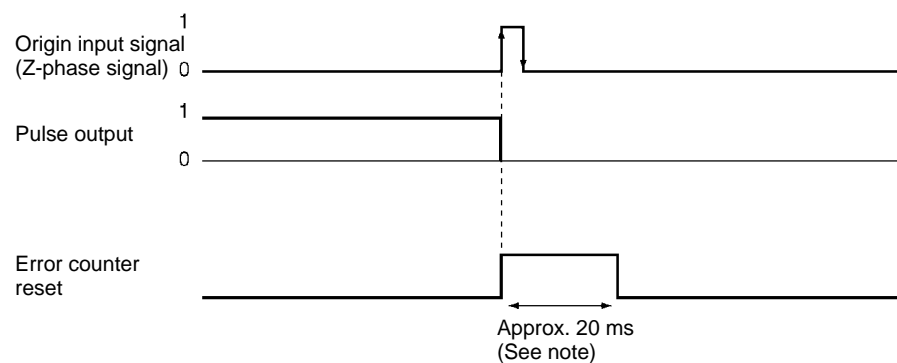 1
Origin input signal
(Z-phase signal) 0
1
Pulse output
0
Error counter
reset
Approx. 20 ms
(See note)